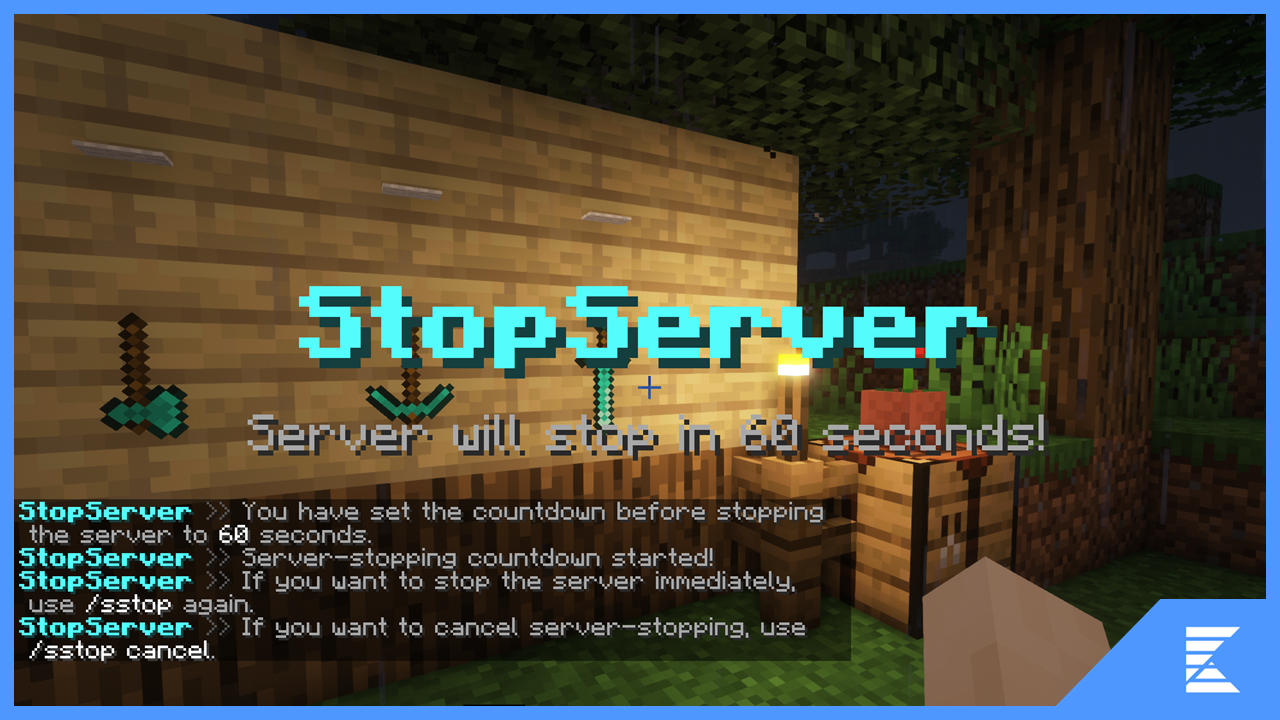 StopServer
Server will stop in 60 seconds!
StopServer >> You have set the countdown before stopping
the server to 60 seconds.
StopServer >> Server-stopping countdown started!
StopServer >> If you want to stop the server immediately,
use /sstop again.
StopServer >> If you want to cancel server-stopping, use
/sstop cancel.